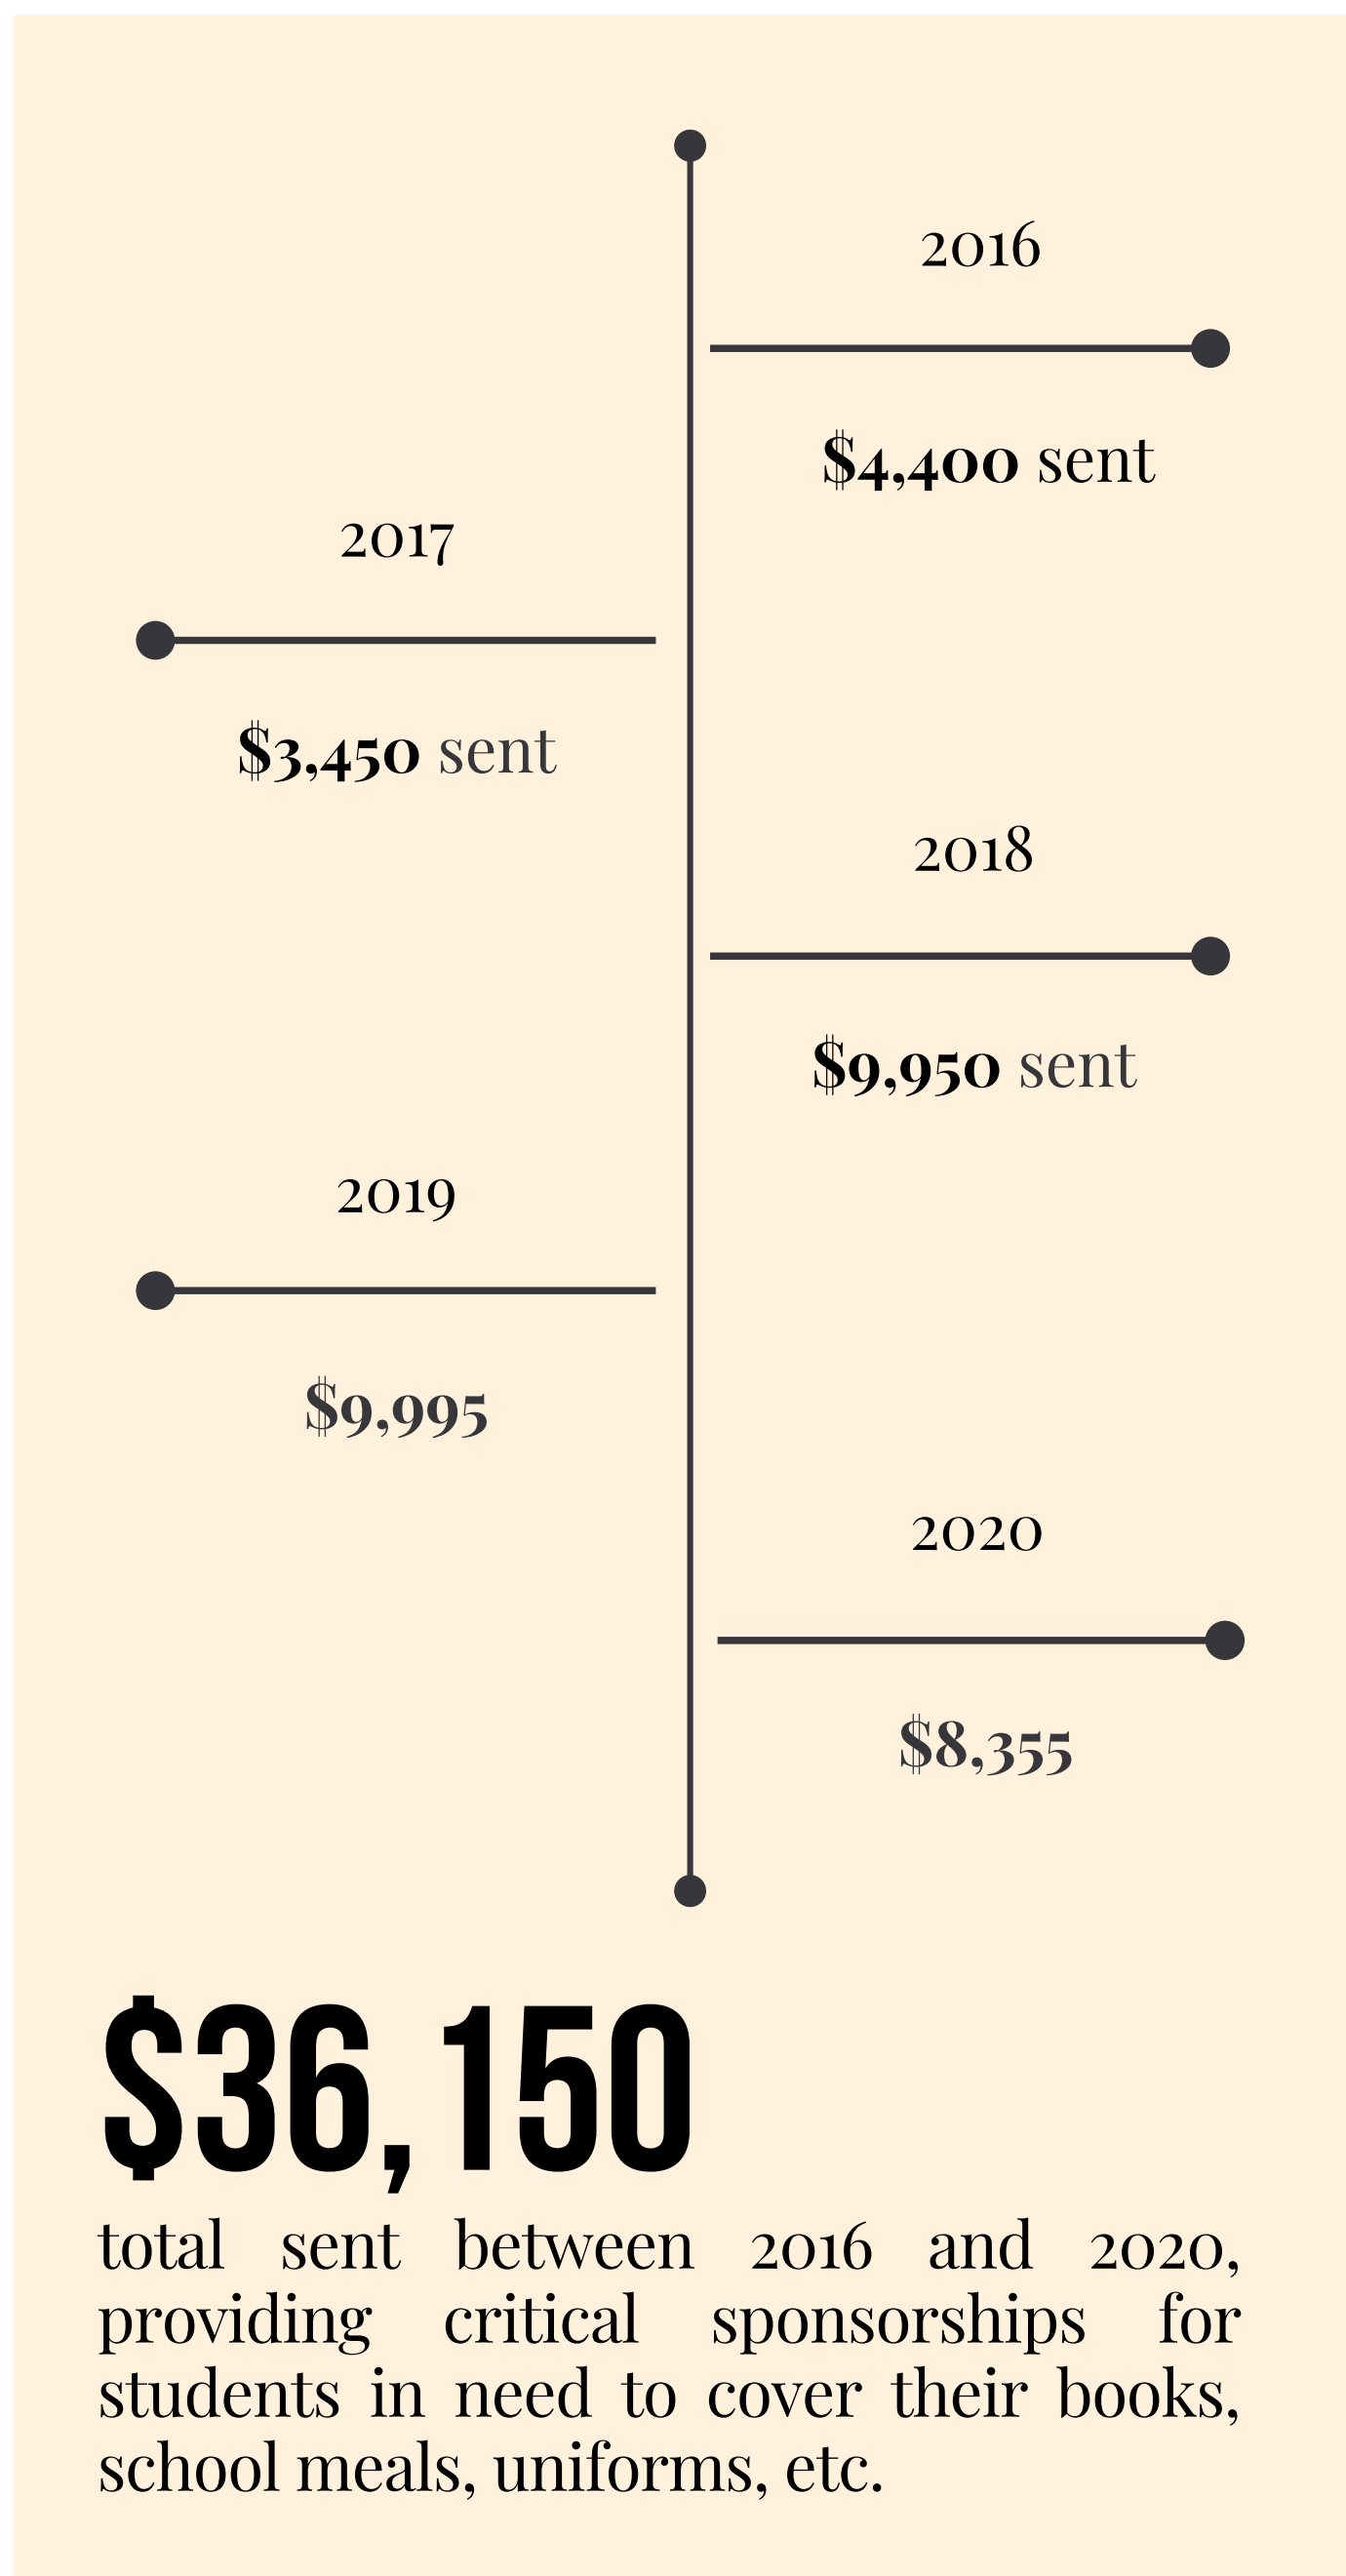 2016
$4,400 sent
2017
$3,450 sent
2018
$9,950 sent
2019
$9,995
2020
$8,355
$36,150
total sent between 2016 and 2020,
providing critical sponsorships for
students in need to cover their books,
school meals, uniforms, etc.